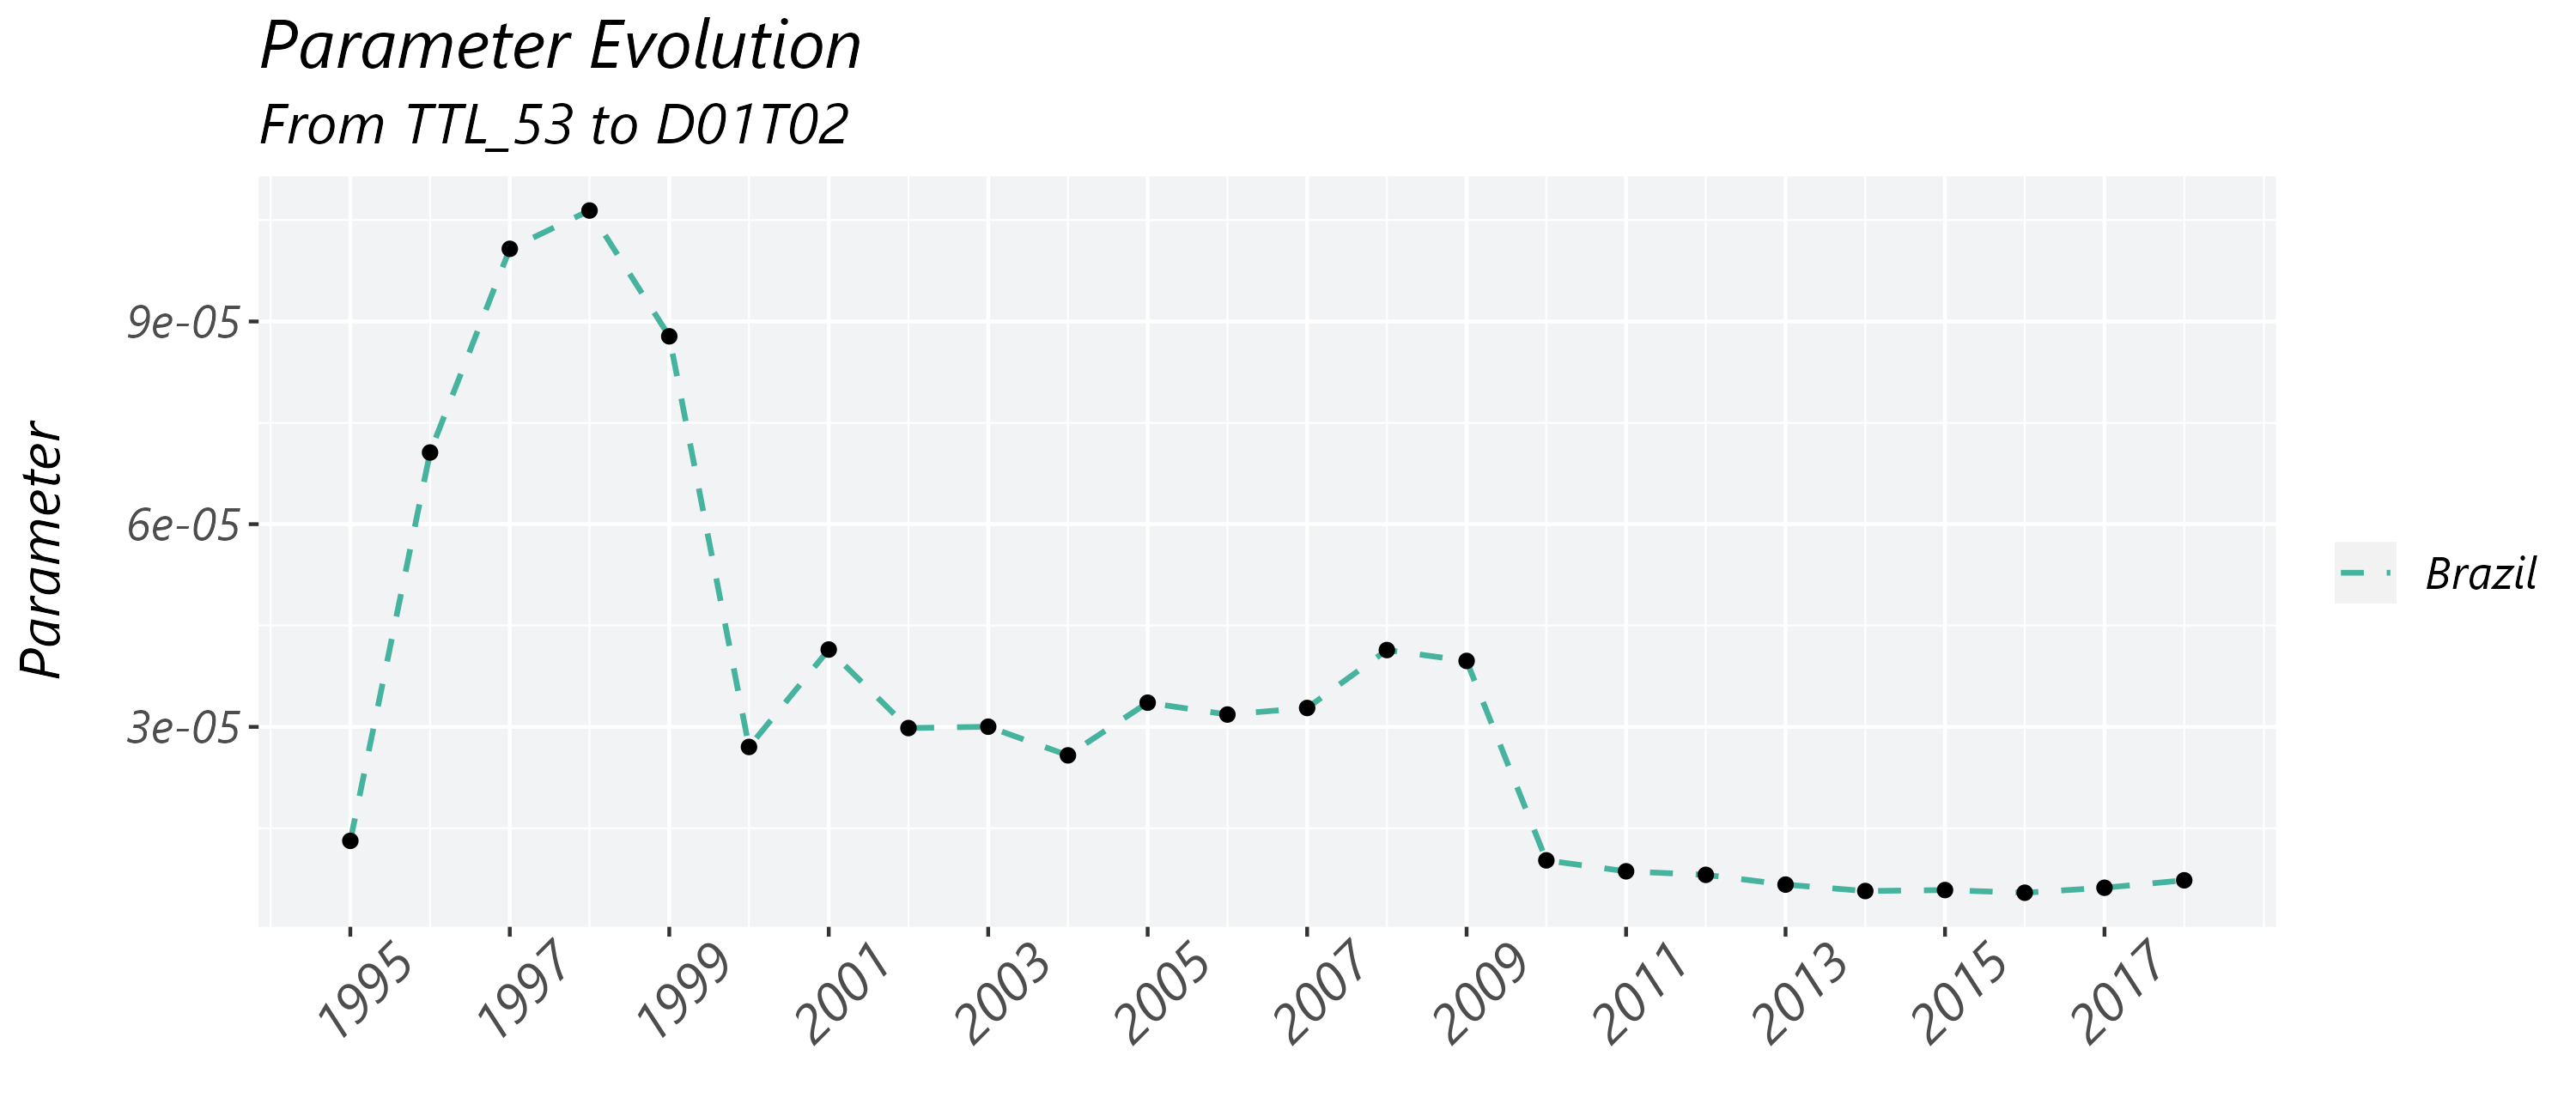 Parameter Evolution
From TTL_53 to D01T02
Parameter
9e-05
6e-05
3e-05
1995
1997
1999
2001
2003
2005
2007
2009
2011
2013
2015
2017
Brazil